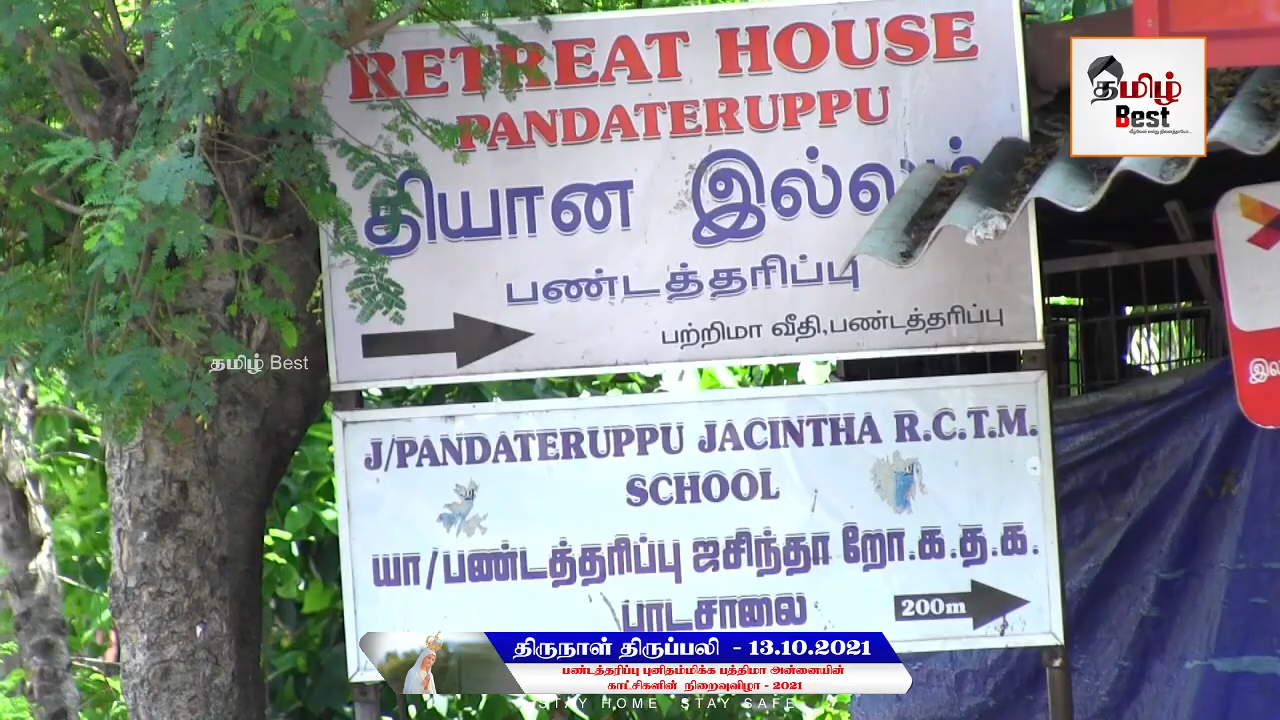 RETREAT HOUSE
PANDATERUPPU
தியான
பண்டத்தரிப்பு
பற்றிமா வீதி,பண்டத்தரிப்பு
தமிழ்
Best
தமிழ் Best
J/PANDATERUPPU JACINTHA R.C.T.M.
SCHOOL
யா/பண்டத்தரிப்பு ஜசிந்தா றோ.க.த.க.
பாடசாலை
200m
திருநாள் திருப்பலி - 13.10.2021
பண்டத்தரிப்பு புனிதம்மிக்க பத்திமா அன்னையின்
காட்சிகளின் நிறைவுவிழா - 2021
STAY HOME STAY SAFE